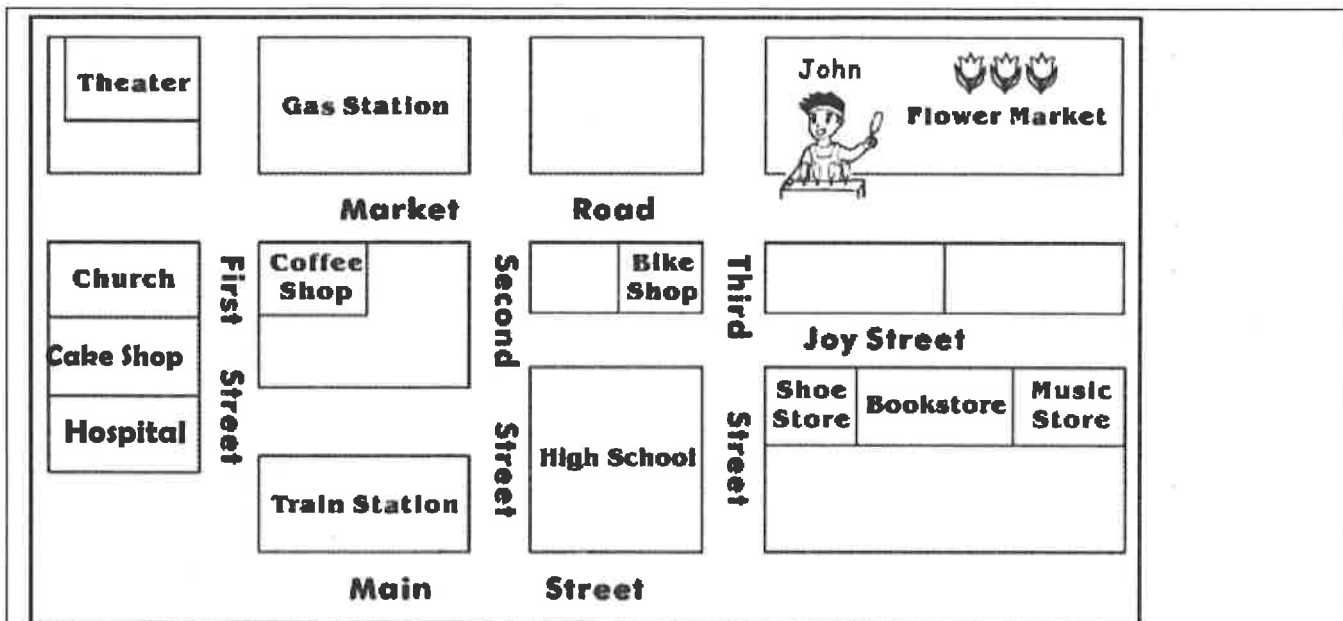 Theater
Gas Station
John
Flower Market
Market Road
Church
First Street
Coffee
Shop
Second Street
Bike
Shop
Third Street
Cake Shop
Joy Street
Hospital
Shoe
Store
Bookstore
Music
Store
High School
Train Station
Main Street